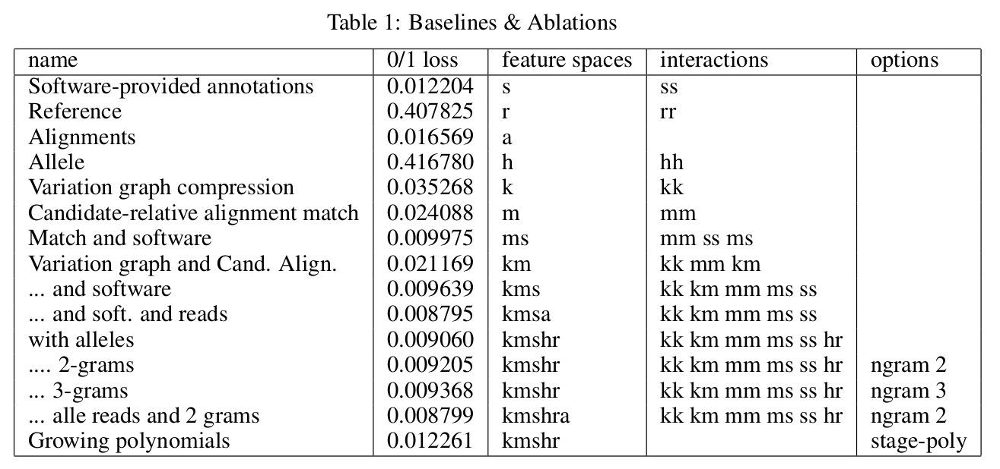 Table 1: Baselines & Ablations
name 0/1 loss feature spaces interactions options
Software-provided annotations 0.012204 s ss
Reference 0.407825 r rr
Alignments 0.016569 a
Allele 0.416780 h hh
Variation graph compression 0.035268 k kk
Candidate-relative alignment match 0.024088 m mm
Match and software 0.009975 ms mm ss ms
Variation graph and Cand. Align. 0.021169 km kk mm km
... and software 0.009639 kms kk km mm ms ss
... and soft. and reads 0.008795 kmsa kk km mm ms ss
with alleles 0.009060 kmshr kk km mm ms ss hr
.... 2-grams 0.009205 kmshr kk km mm ms ss hr ngram 2
... 3-grams 0.009368 kmshr kk km mm ms ss hr ngram 3
... alle reads and 2 grams 0.008799 kmshra kk km mm ms ss hr ngram 2
Growing polynomials 0.012261 kmshr stage-poly